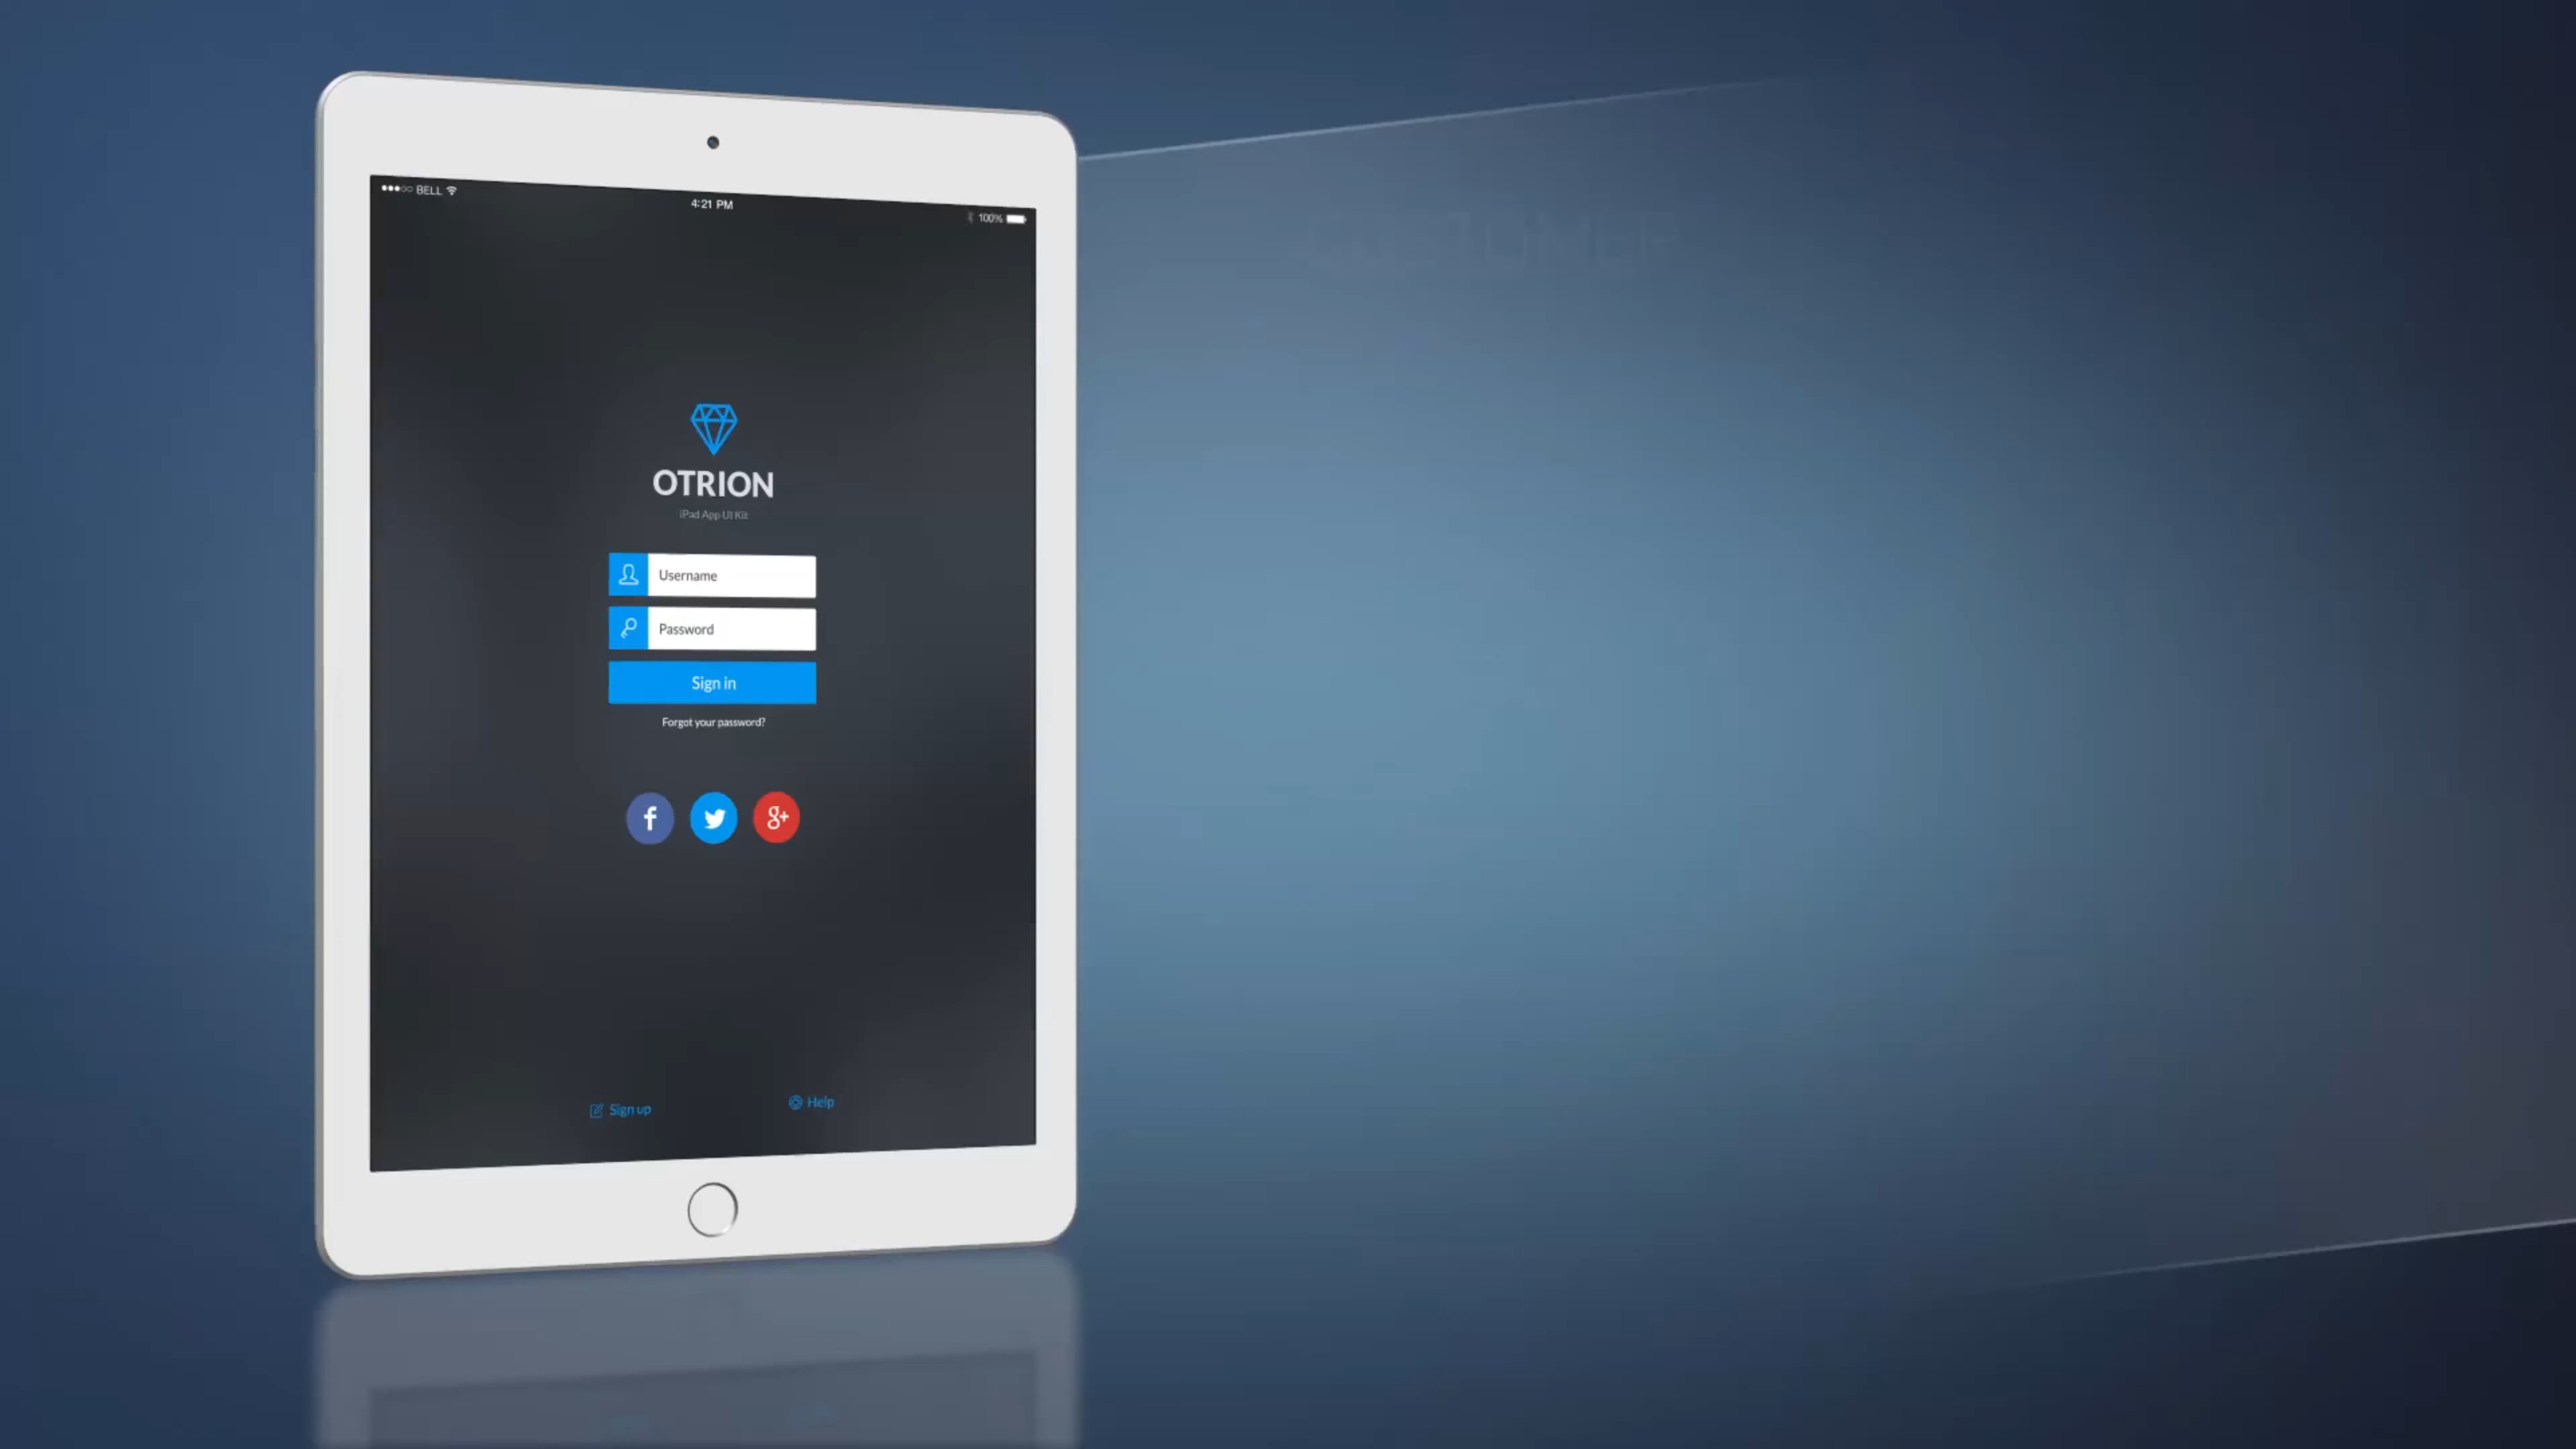 BELL
4:21 PM
100%
OTRION
iPad App UI Kit
Username
Password
Sign in
Forgot your password?
f
g+
Sign up
Help
CUSTOMER